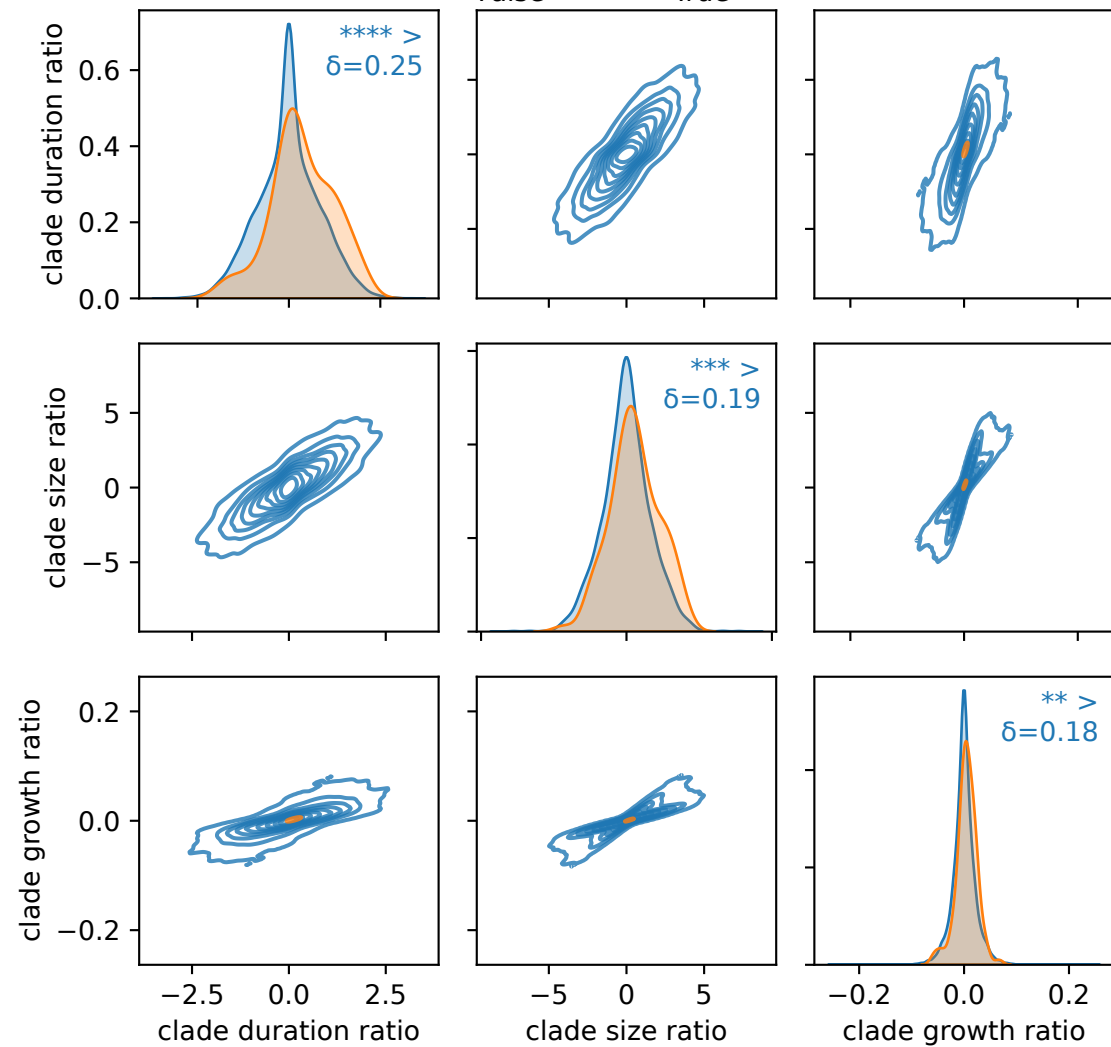 clade duration ratio
0.6
0.4
0.2
0.0
**** >
δ=0.25
clade size ratio
5
0
−5
*** >
δ=0.19
clade growth ratio
0.2
0.0
−0.2
** >
δ=0.18
−2.5 0.0 2.5
clade duration ratio
−5 0 5
clade size ratio
−0.2 0.0 0.2
clade growth ratio